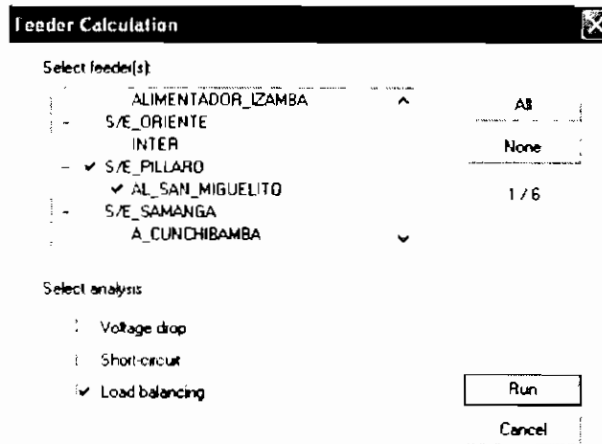 Feeder Calculation
Select feeder(s):
ALIMENTADOR_IZAMBA
All
S/E_ORIENTE
INTER
None
S/E_PILLARO
AL_SAN_MIGUELITO
1 / 6
S/E_SAMANGA
A_CUNCHIBAMBA
Select analysis
Voltage drop
Short-circuit
Load balancing
Run
Cancel